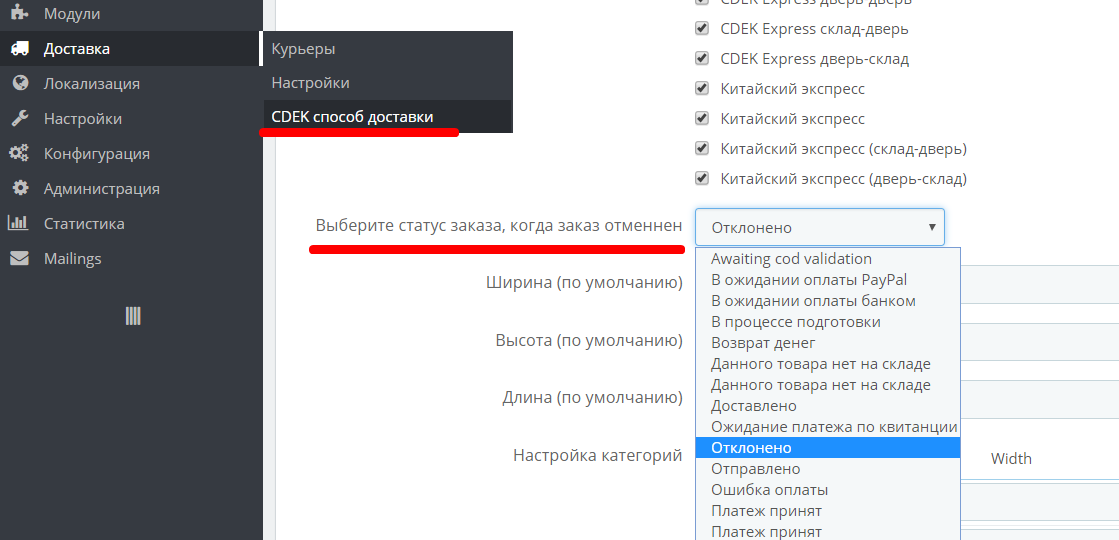 Модули
Доставка
Локализация
Настройки
Конфигурация
Администрация
Статистика
Mailings
Курьеры
Настройки
CDEK способ доставки
CDEK Express дверь-дверь
CDEK Express склад-дверь
CDEK Express дверь-склад
Китайский экспресс
Китайский экспресс
Китайский экспресс (склад-дверь)
Китайский экспресс (дверь-склад)
Выберите статус заказа, когда заказ отменнен
Отклонено
Awaiting cod validation
В ожидании оплаты PayPal
В ожидании оплаты банком
В процессе подготовки
Возврат денег
Данного товара нет на складе
Данного товара нет на складе
Доставлено
Ожидание платежа по квитанции
Отклонено
Отправлено
Ошибка оплаты
Платеж принят
Платеж принят
Ширина (по умолчанию)
Высота (по умолчанию)
Длина (по умолчанию)
Настройка категорий
Width